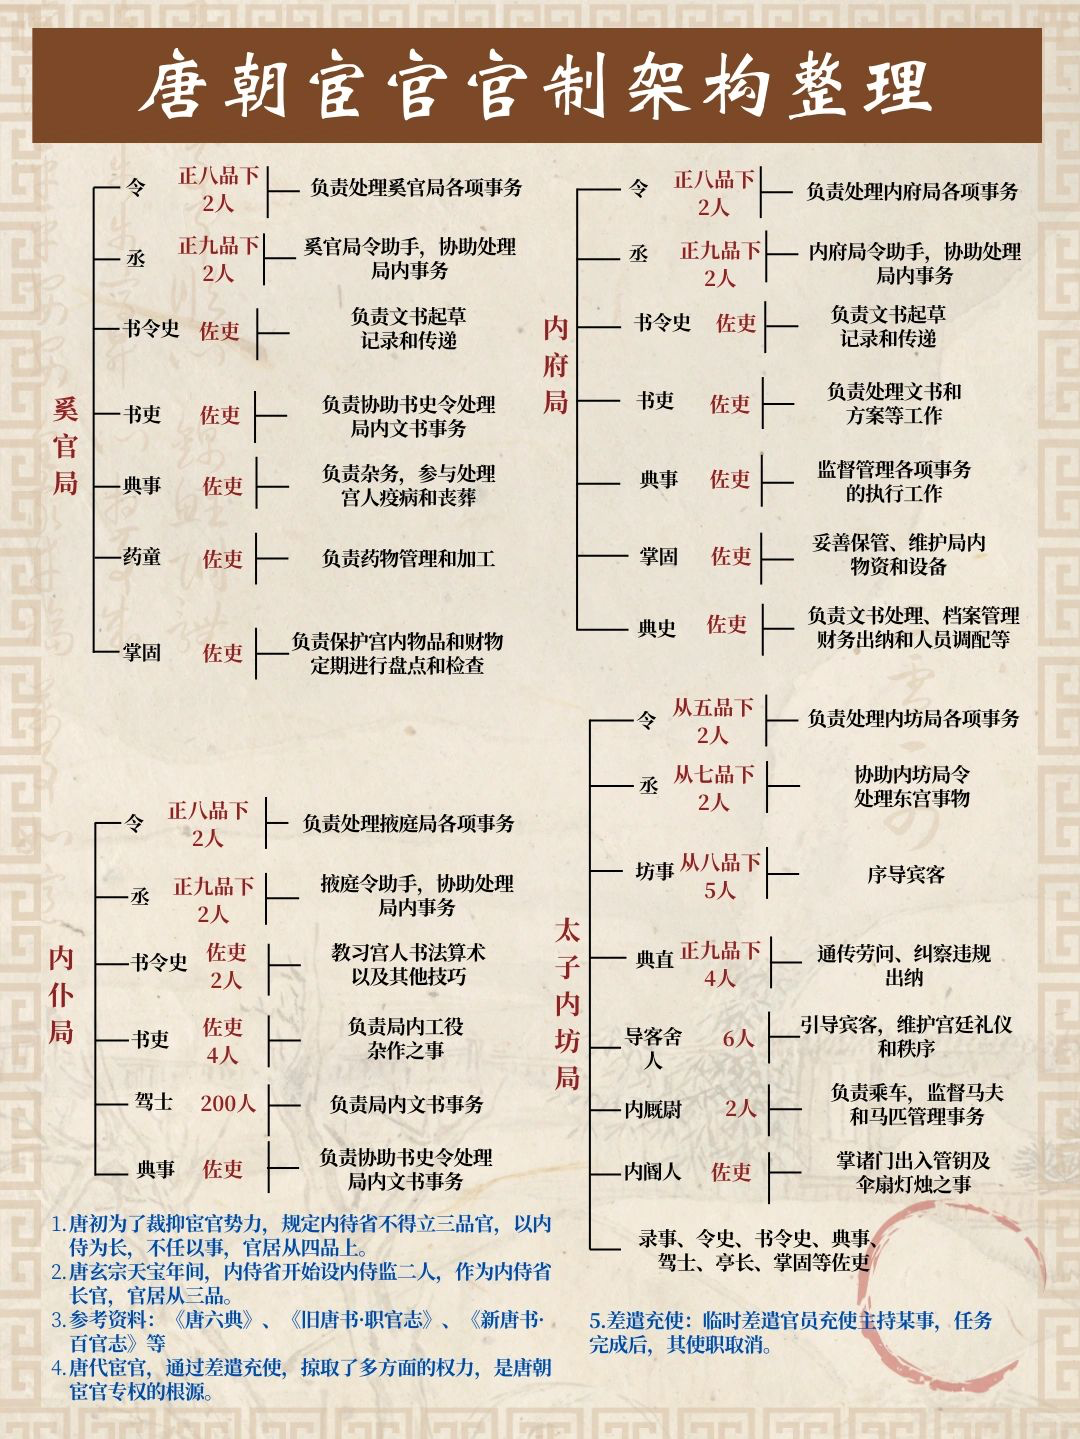 唐朝宦官官制架构整理
奚官局
令
正八品下
2人
负责处理奚官局各项事务
丞
正九品下
2人
奚官局令助手，协助处理
局内事务
书令史
佐吏
负责文书起草
记录和传递
书吏
佐吏
负责协助书史令处理
局内文书事务
典事
佐吏
负责杂务，参与处理
宫人疫病和丧葬
药童
佐吏
负责药物管理和加工
掌固
佐吏
负责保护宫内物品和财物
定期进行盘点和检查
内府局
令
正八品下
2人
负责处理内府局各项事务
丞
正九品下
2人
内府局令助手，协助处理
局内事务
书令史
佐吏
负责文书起草
记录和传递
书吏
佐吏
负责处理文书和
方案等工作
典事
佐吏
监督管理各项事务
的执行工作
掌固
佐吏
妥善保管、维护局内
物资和设备
典史
佐吏
负责文书处理、档案管理
财务出纳和人员调配等
内仆局
令
正八品下
2人
负责处理掖庭局各项事务
丞
正九品下
2人
掖庭令助手，协助处理
局内事务
书令史
佐吏
2人
教习宫人书法算术
以及其他技巧
书吏
佐吏
4人
负责局内工役
杂作之事
驾士
200人
负责局内文书事务
典事
佐吏
负责协助书史令处理
局内文书事务
太子内坊局
令
从五品下
2人
负责处理内坊局各项事务
丞
从七品下
2人
协助内坊局令
处理东宫事物
坊事
从八品下
5人
序导宾客
典直
正九品下
4人
通传劳问、纠察违规
出纳
导客舍
人
6人
引导宾客，维护宫廷礼仪
和秩序
内厩尉
2人
负责乘车，监督马夫
和马匹管理事务
内阍人
佐吏
掌诸门出入管钥及
伞扇灯烛之事
录事、令史、书令史、典事、
驾士、亭长、掌固等佐吏
1.唐初为了裁抑宦官势力，规定内待省不得立三品官，以内
侍为长，不任以事，官居从四品上。
2.唐玄宗天宝年间，内侍省开始设内侍监二人，作为内侍省
长官，官居从三品。
3.参考资料：《唐六典》、《旧唐书·职官志》、《新唐书·
百官志》等
4.唐代宦官，通过差遣充使，掠取了多方面的权力，是唐朝
宦官专权的根源。
5.差遣充使：临时差遣官员充使主持某事，任务
完成后，其使职取消。